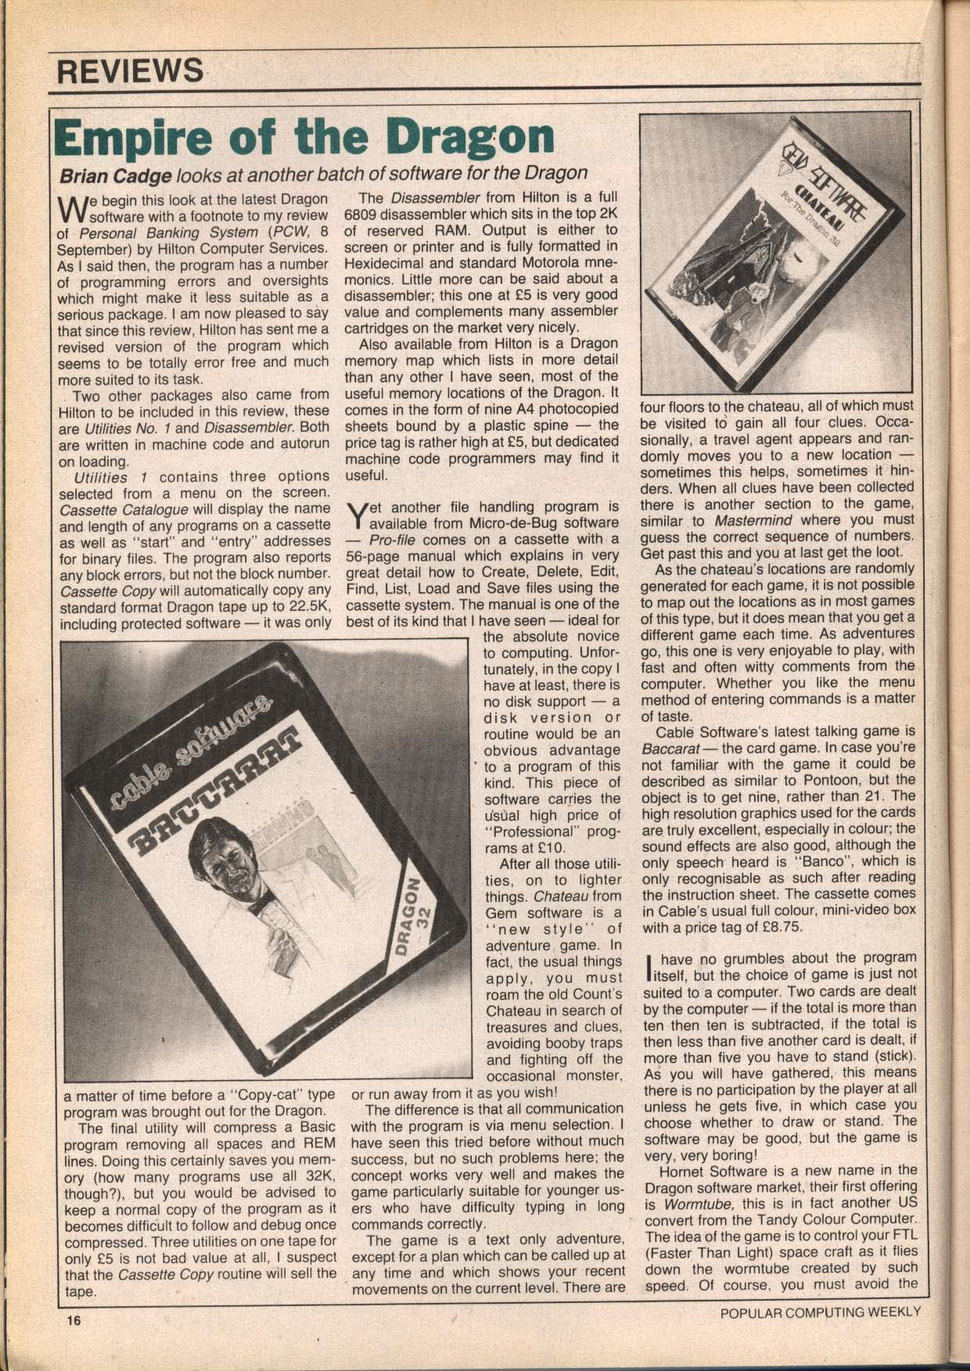 REVIEWS
Empire of the Dragon
Brian Cadge looks at another batch of software for the Dragon
We begin this look at the latest Dragon
software with a footnote to my review
of Personal Banking System (PCW, 8
September) by Hilton Computer Services.
As I said then, the program has a number
of programming errors and oversights
which might make it less suitable as a
serious package. I am now pleased to say
that since this review, Hilton has sent me a
revised version of the program which
seems to be totally error free and much
more suited to its task.
Two other packages also came from
Hilton to be included in this review, these
are Utilities No. 1 and Disassembler. Both
are written in machine code and autorun
on loading.
Utilities 1 contains three options
selected from a menu on the screen.
Cassette Catalogue will display the name
and length of any programs on a cassette
as well as "start" and "entry" addresses
for binary files. The program also reports
any block errors, but not the block number.
Cassette Copy will automatically copy any
standard format Dragon tape up to 22.5K,
including protected software — it was only
cable software
BACCARAT
DRAGON
32
a matter of time before a "Copy-cat" type
program was brought out for the Dragon.
The final utility will compress a Basic
program removing all spaces and REM
lines. Doing this certainly saves you mem-
ory (how many programs use all 32K,
though?), but you would be advised to
keep a normal copy of the program as it
becomes difficult to follow and debug once
compressed. Three utilities on one tape for
only £5 is not bad value at all, I suspect
that the Cassette Copy routine will sell the
tape.
The Disassembler from Hilton is a full
6809 disassembler which sits in the top 2K
of reserved RAM. Output is either to
screen or printer and is fully formatted in
Hexidecimal and standard Motorola mne-
monics. Little more can be said about a
disassembler; this one at £5 is very good
value and complements many assembler
cartridges on the market very nicely.
Also available from Hilton is a Dragon
memory map which lists in more detail
than any other I have seen, most of the
useful memory locations of the Dragon. It
comes in the form of nine A4 photocopied
sheets bound by a plastic spine — the
price tag is rather high at £5, but dedicated
machine code programmers may find it
useful.
Yet another file handling program is
available from Micro-de-Bug software
— Pro-file comes on a cassette with a
56-page manual which explains in very
great detail how to Create, Delete, Edit,
Find, List, Load and Save files using the
cassette system. The manual is one of the
best of its kind that I have seen — ideal for
the absolute novice
to computing. Unfor-
tunately, in the copy I
have at least, there is
no disk support — a
disk version or
routine would be an
obvious advantage
to a program of this
kind. This piece of
software carries the
usual high price of
"Professional" prog-
rams at £10.
After all those utili-
ties, on to lighter
things. Chateau from
Gem software is a
"new style" of
adventure game. In
fact, the usual things
apply, you must
roam the old Count's
Chateau in search of
treasures and clues,
avoiding booby traps
and fighting off the
occasional monster,
or run away from it as you wish!
The difference is that all communication
with the program is via menu selection. I
have seen this tried before without much
success, but no such problems here; the
concept works very well and makes the
game particularly suitable for younger us-
ers who have difficulty typing in long
commands correctly.
The game is a text only adventure,
except for a plan which can be called up at
any time and which shows your recent
movements on the current level. There are
GEM SOFTWARE
CHATEAU
For The Dragon 32
four floors to the chateau, all of which must
be visited to gain all four clues. Occa-
sionally, a travel agent appears and ran-
domly moves you to a new location —
sometimes this helps, sometimes it hin-
ders. When all clues have been collected
there is another section to the game,
similar to Mastermind where you must
guess the correct sequence of numbers.
Get past this and you at last get the loot.
As the chateau's locations are randomly
generated for each game, it is not possible
to map out the locations as in most games
of this type, but it does mean that you get a
different game each time. As adventures
go, this one is very enjoyable to play, with
fast and often witty comments from the
computer. Whether you like the menu
method of entering commands is a matter
of taste.
Cable Software's latest talking game is
Baccarat — the card game. In case you're
not familiar with the game it could be
described as similar to Pontoon, but the
object is to get nine, rather than 21. The
high resolution graphics used for the cards
are truly excellent, especially in colour; the
sound effects are also good, although the
only speech heard is "Banco", which is
only recognisable as such after reading
the instruction sheet. The cassette comes
in Cable's usual full colour, mini-video box
with a price tag of £8.75.
I have no grumbles about the program
itself, but the choice of game is just not
suited to a computer. Two cards are dealt
by the computer — if the total is more than
ten then ten is subtracted, if the total is
then less than five another card is dealt, if
more than five you have to stand (stick).
As you will have gathered, this means
there is no participation by the player at all
unless he gets five, in which case you
choose whether to draw or stand. The
software may be good, but the game is
very, very boring!
Hornet Software is a new name in the
Dragon software market, their first offering
is Wormtube, this is in fact another US
convert from the Tandy Colour Computer.
The idea of the game is to control your FTL
(Faster Than Light) space craft as it flies
down the wormtube created by such
speed. Of course, you must avoid the
16
POPULAR COMPUTING WEEKLY